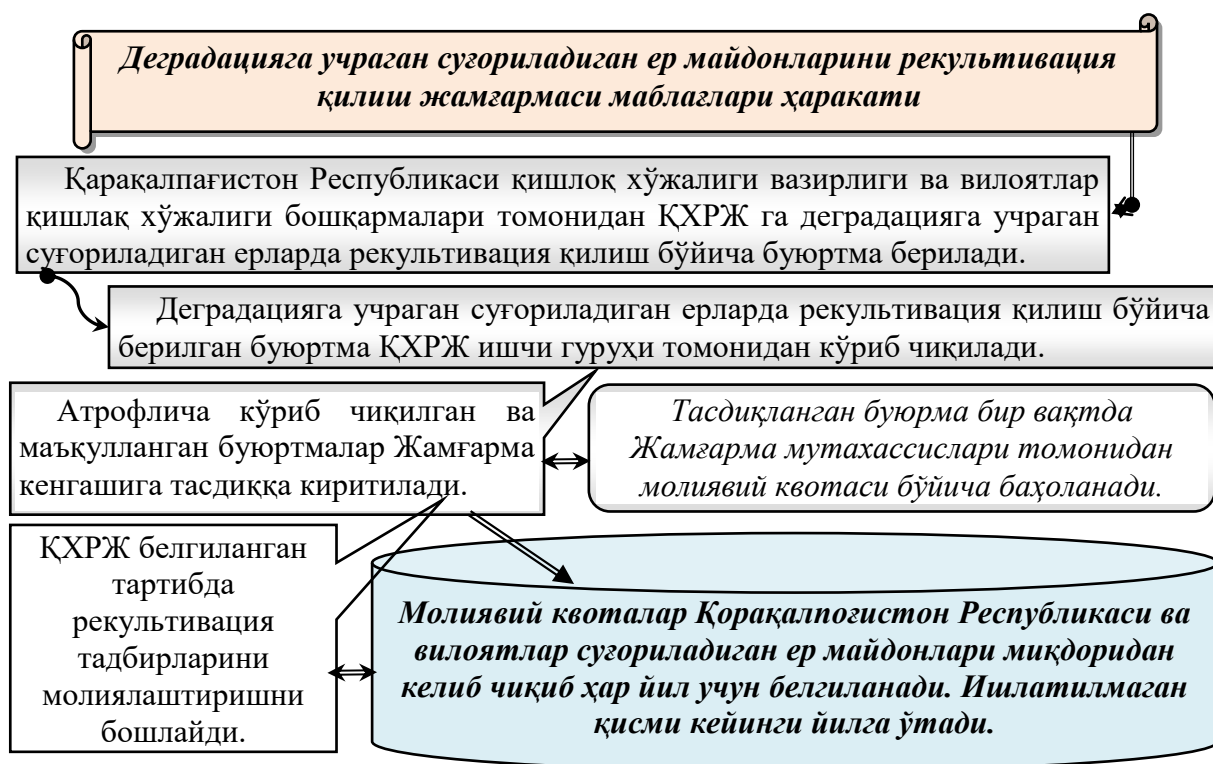 Деградацияга учраган суғориладиган ер майдонларини рекультивация
қилиш жамғармаси маблағлари ҳаракати
Қарақалпағистон Республикаси қишлоқ хўжалиги вазирлиги ва вилоятлар
қишлақ хўжалиги бошқармалари томонидан ҚХРЖ га деградацияга учраган
суғориладиган ерларда рекультивация қилиш бўйича буюртма берилади.
Деградацияга учраган суғориладиган ерларда рекультивация қилиш бўйича
берилган буюртма ҚХРЖ ишчи гуруҳи томонидан кўриб чиқилади.
Атрофлича кўриб чиқилган ва
маъқулланган буюртмалар Жамғарма
кенгашига тасдиққа киритилади.
Тасдиқланган буюрма бир вақтда
Жамғарма мутахассислари томонидан
молиявий квотаси бўйича баҳоланади.
ҚХРЖ белгиланган
тартибда
рекультивация
тадбирларини
молиялаштиришни
бошлайди.
Молиявий квоталар Қорақалпоғистон Республикаси ва
вилоятлар суғориладиган ер майдонлари миқдоридан
келиб чиқиб ҳар йил учун белгиланади. Ишлатилмаган
қисми кейинги йилга ўтади.